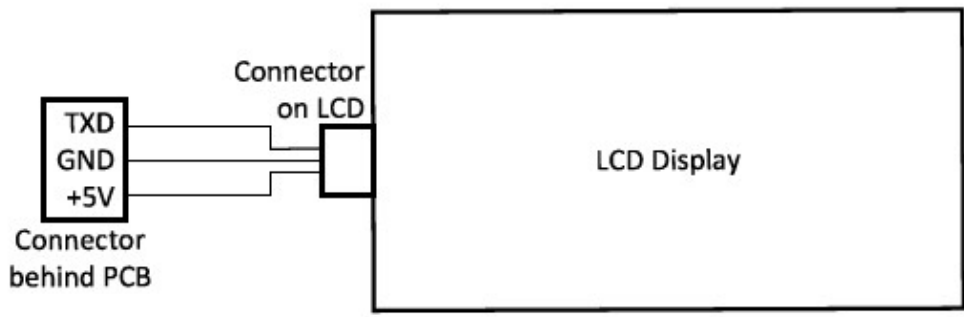 Connector
on LCD
TXD
GND
+5V
LCD Display
Connector
behind PCB